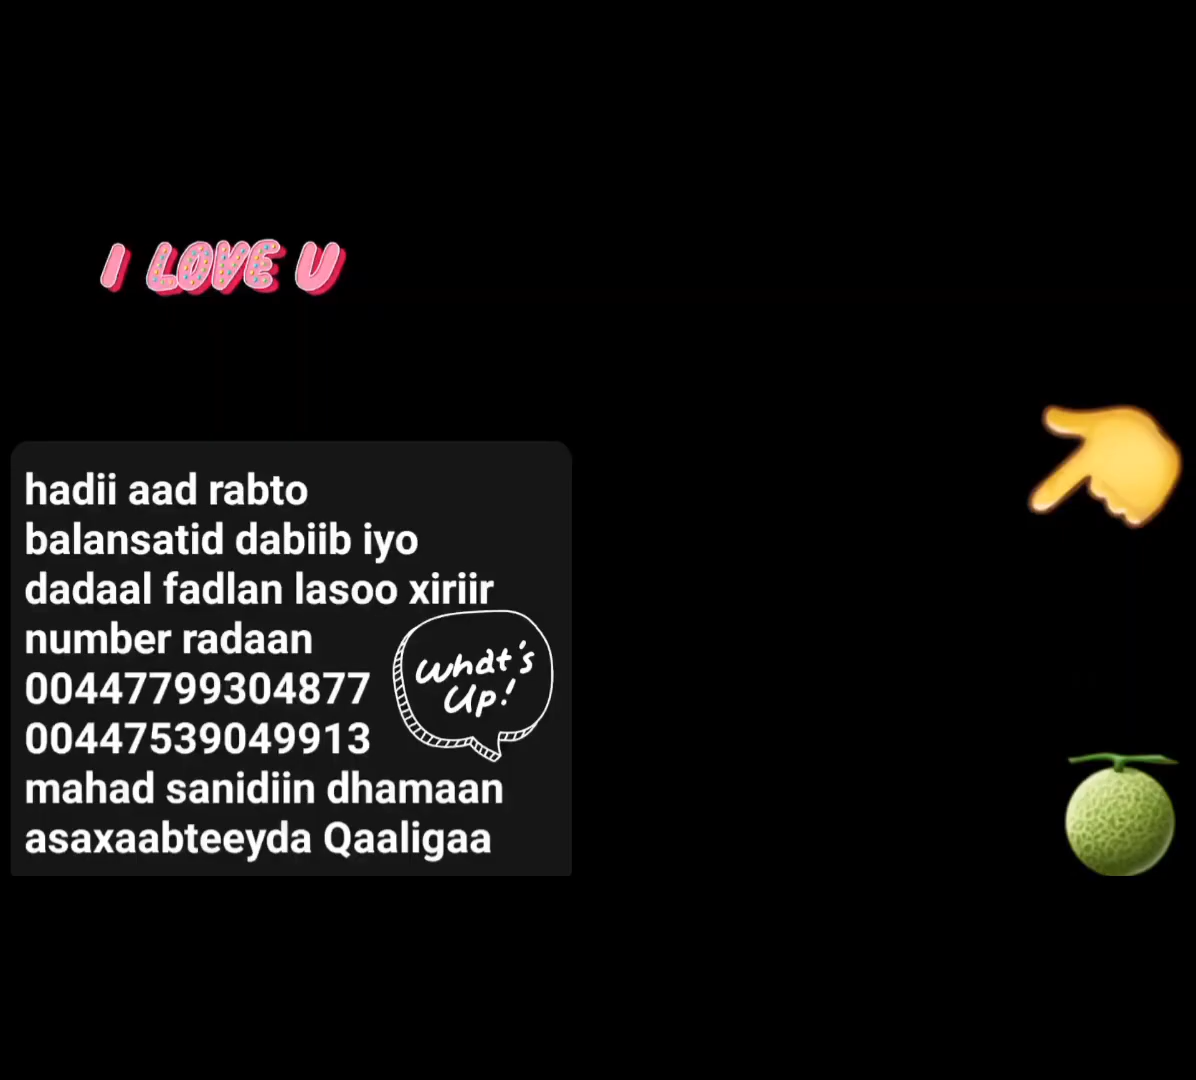 I LOVE U
hadii aad rabto
balansatid dabiib iyo
dadaal fadlan lasoo xiriir
number radaan
00447799304877
00447539049913
what's
Up!
mahad sanidiin dhamaan
asaxaabteeyda Qaaligaa